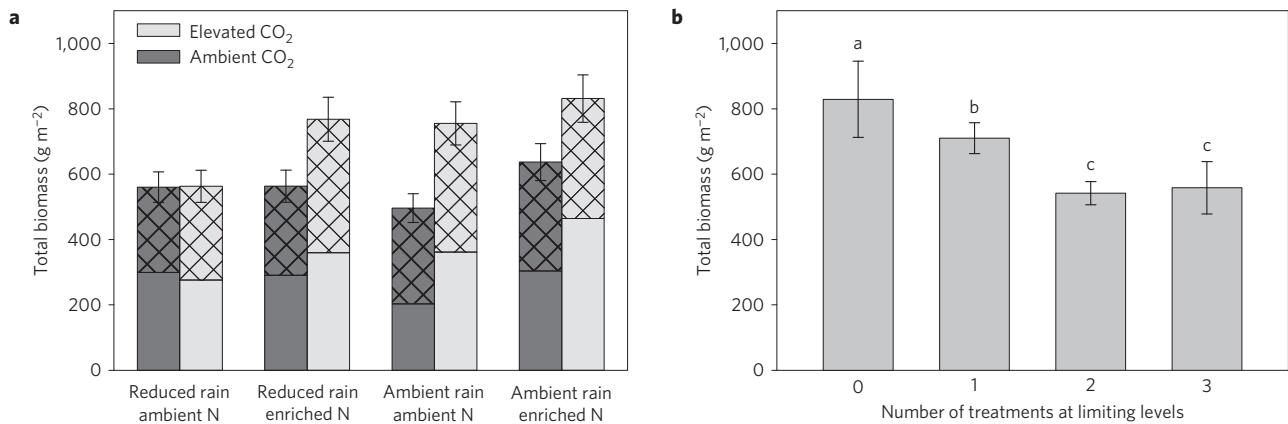 a
Elevated CO₂
Ambient CO₂
1,000
800
600
400
200
0
Total biomass (g m⁻²)
Reduced rain
ambient N
Reduced rain
enriched N
Ambient rain
ambient N
Ambient rain
enriched N
b
1,000
800
600
400
200
0
Total biomass (g m⁻²)
a
b
c
c
0
1
2
3
Number of treatments at limiting levels